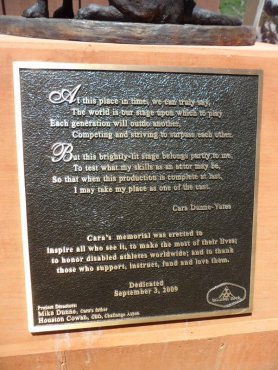 At this place in time, we can truly say,
The world is our stage upon which to play
Each generation will outdo another,
Competing and striving to surpass each other.
But this brightly-lit stage belongs partly to me,
To test what my skills as an actor may be,
So that when this production is complete at last,
I may take my place as one of the cast.
Cara Dunne-Yates
Cara's memorial was erected to
inspire all who see it, to make the most of their lives;
to honor disabled athletes worldwide; and to thank
those who support, instruct, fund and love them.
Dedicated
September 3, 2009
Project Directors:
Mike Dunne, Cara's father
Houston Cowan, CEO, Challenge Aspen